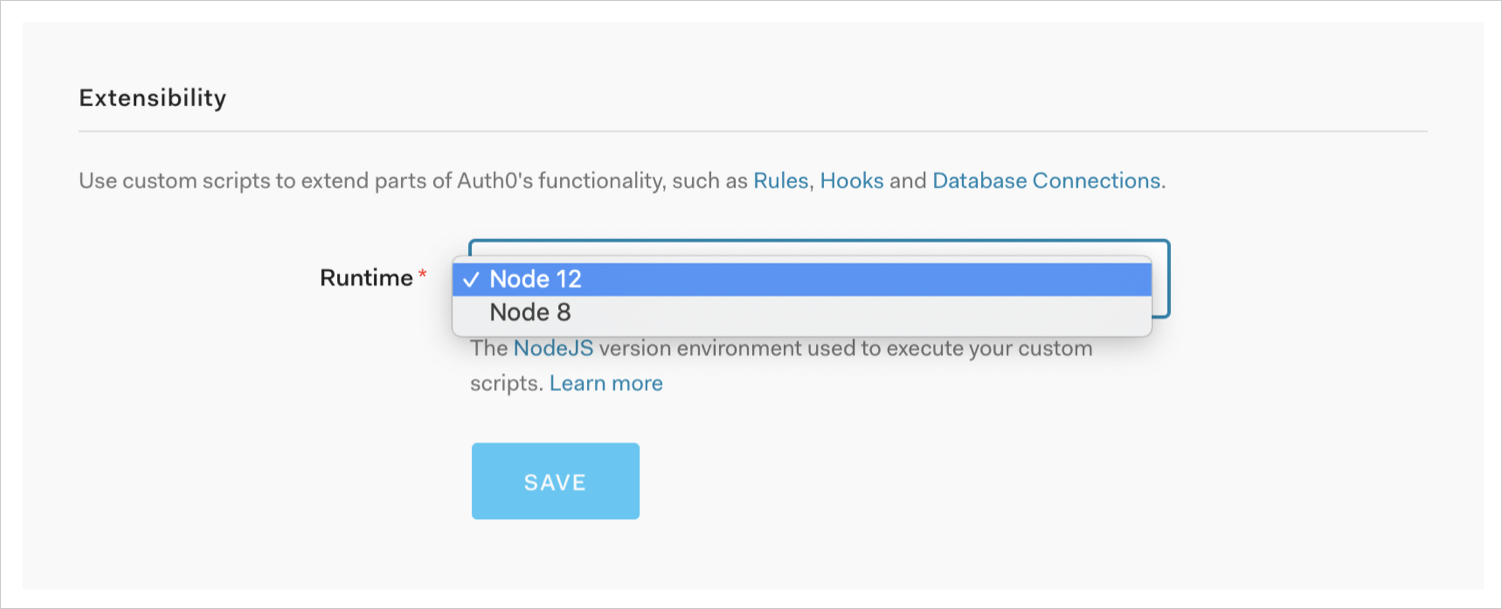 Extensibility
Use custom scripts to extend parts of Auth0's functionality, such as Rules, Hooks and Database Connections.
Runtime *
✓ Node 12
Node 8
The NodeJS version environment used to execute your custom
scripts. Learn more
SAVE